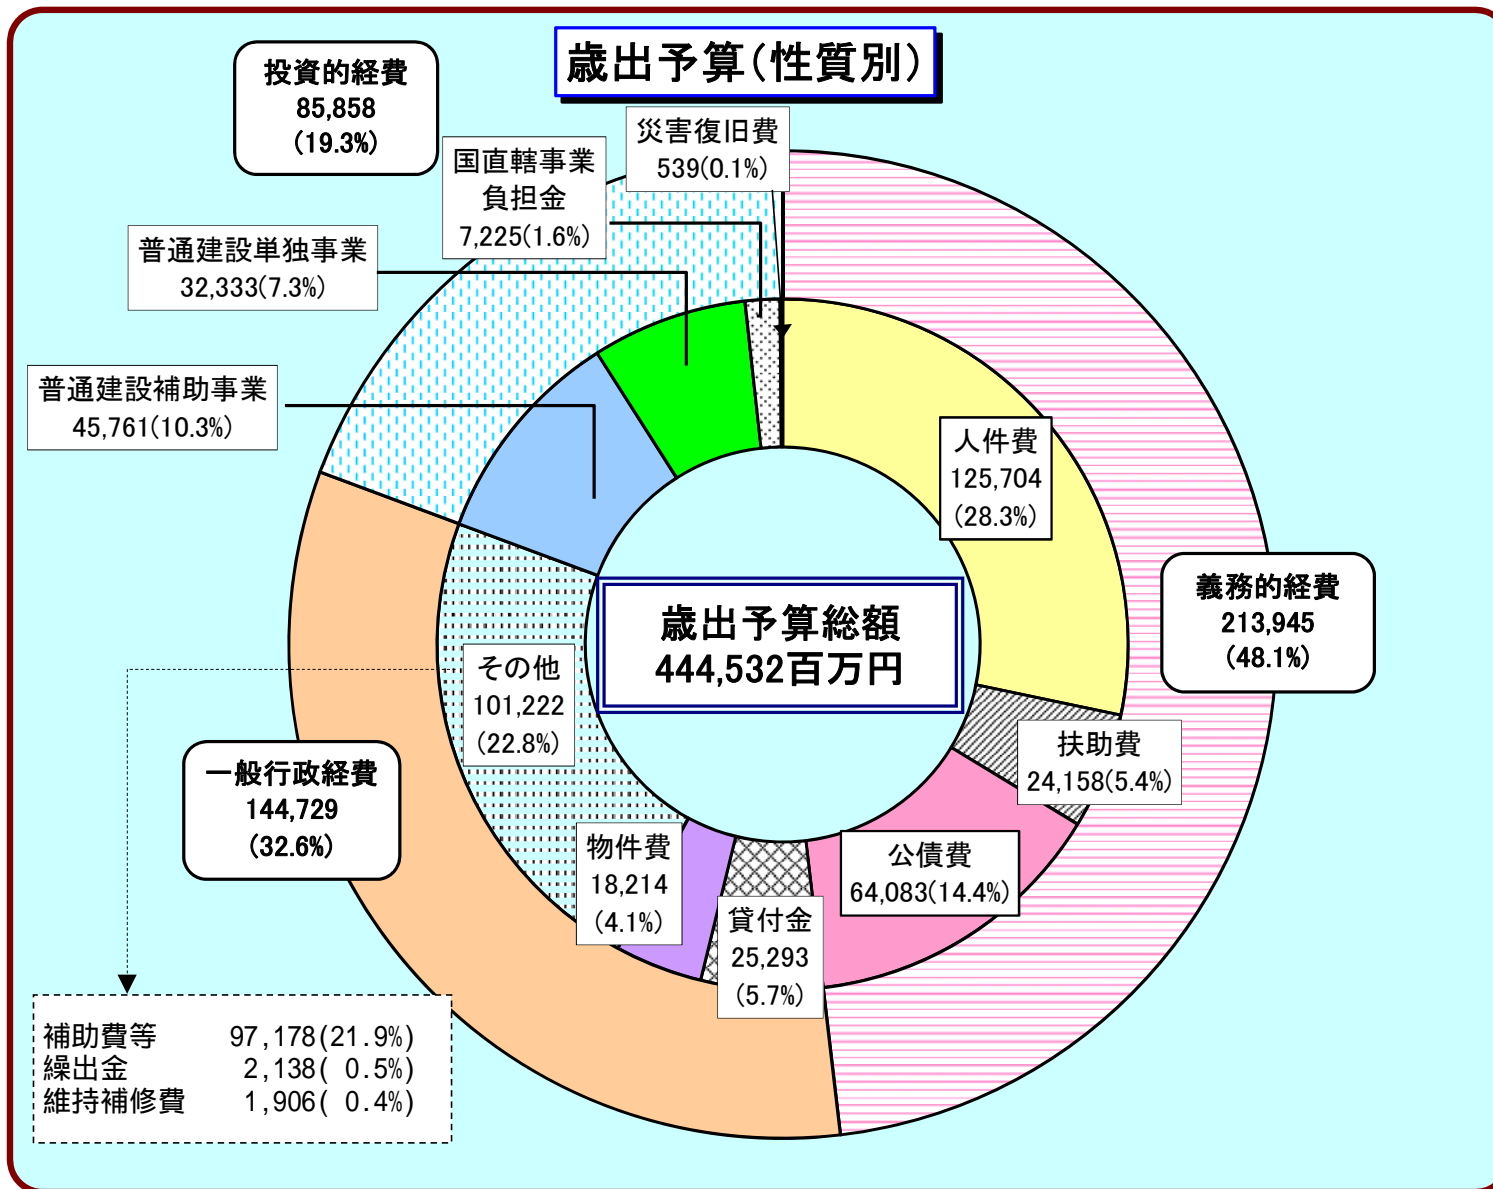 歳出予算(性質別)
投資的経費
85,858
(19.3%)
災害復旧費
539(0.1%)
国直轄事業
負担金
7,225(1.6%)
普通建設単独事業
32,333(7.3%)
普通建設補助事業
45,761(10.3%)
人件費
125,704
(28.3%)
義務的経費
213,945
(48.1%)
歳出予算総額
444,532百万円
その他
101,222
(22.8%)
扶助費
24,158(5.4%)
一般行政経費
144,729
(32.6%)
物件費
18,214
(4.1%)
公債費
64,083(14.4%)
貸付金
25,293
(5.7%)
補助費等 97,178(21.9%)
繰出金 2,138( 0.5%)
維持補修費 1,906( 0.4%)